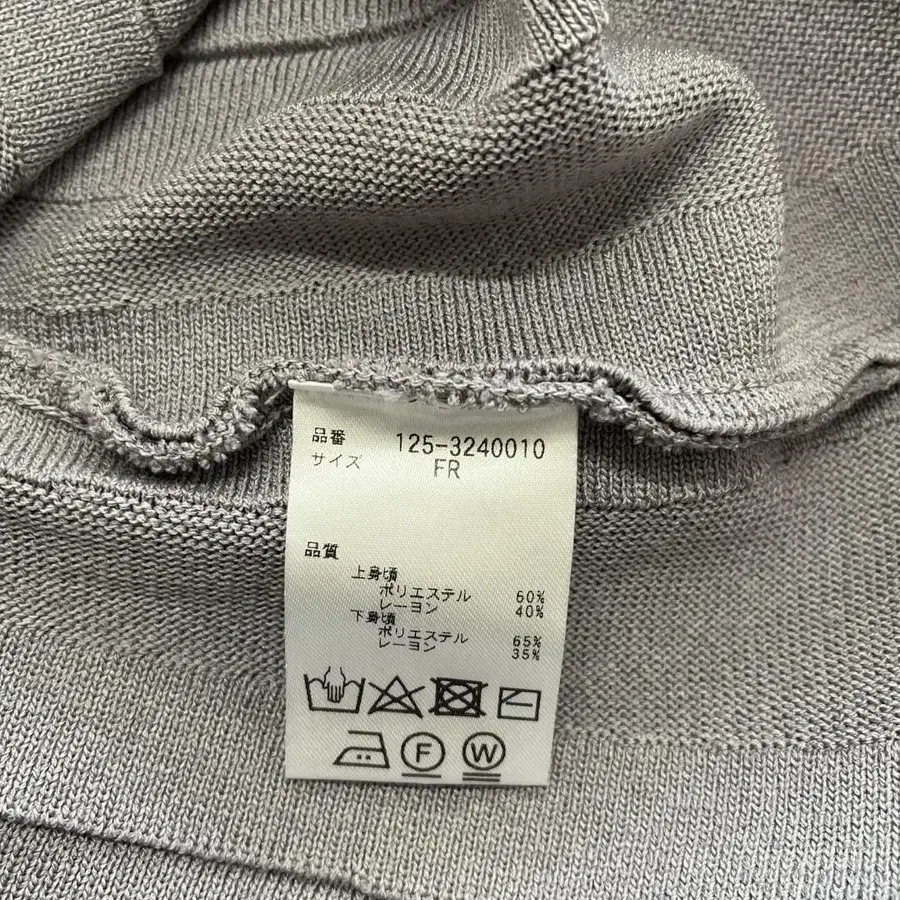 品番 125-3240010
サイズ FR
品質
上身頃
ポリエステル 60%
レーヨン 40%
下身頃
ポリエステル 65%
レーヨン 35%
F W